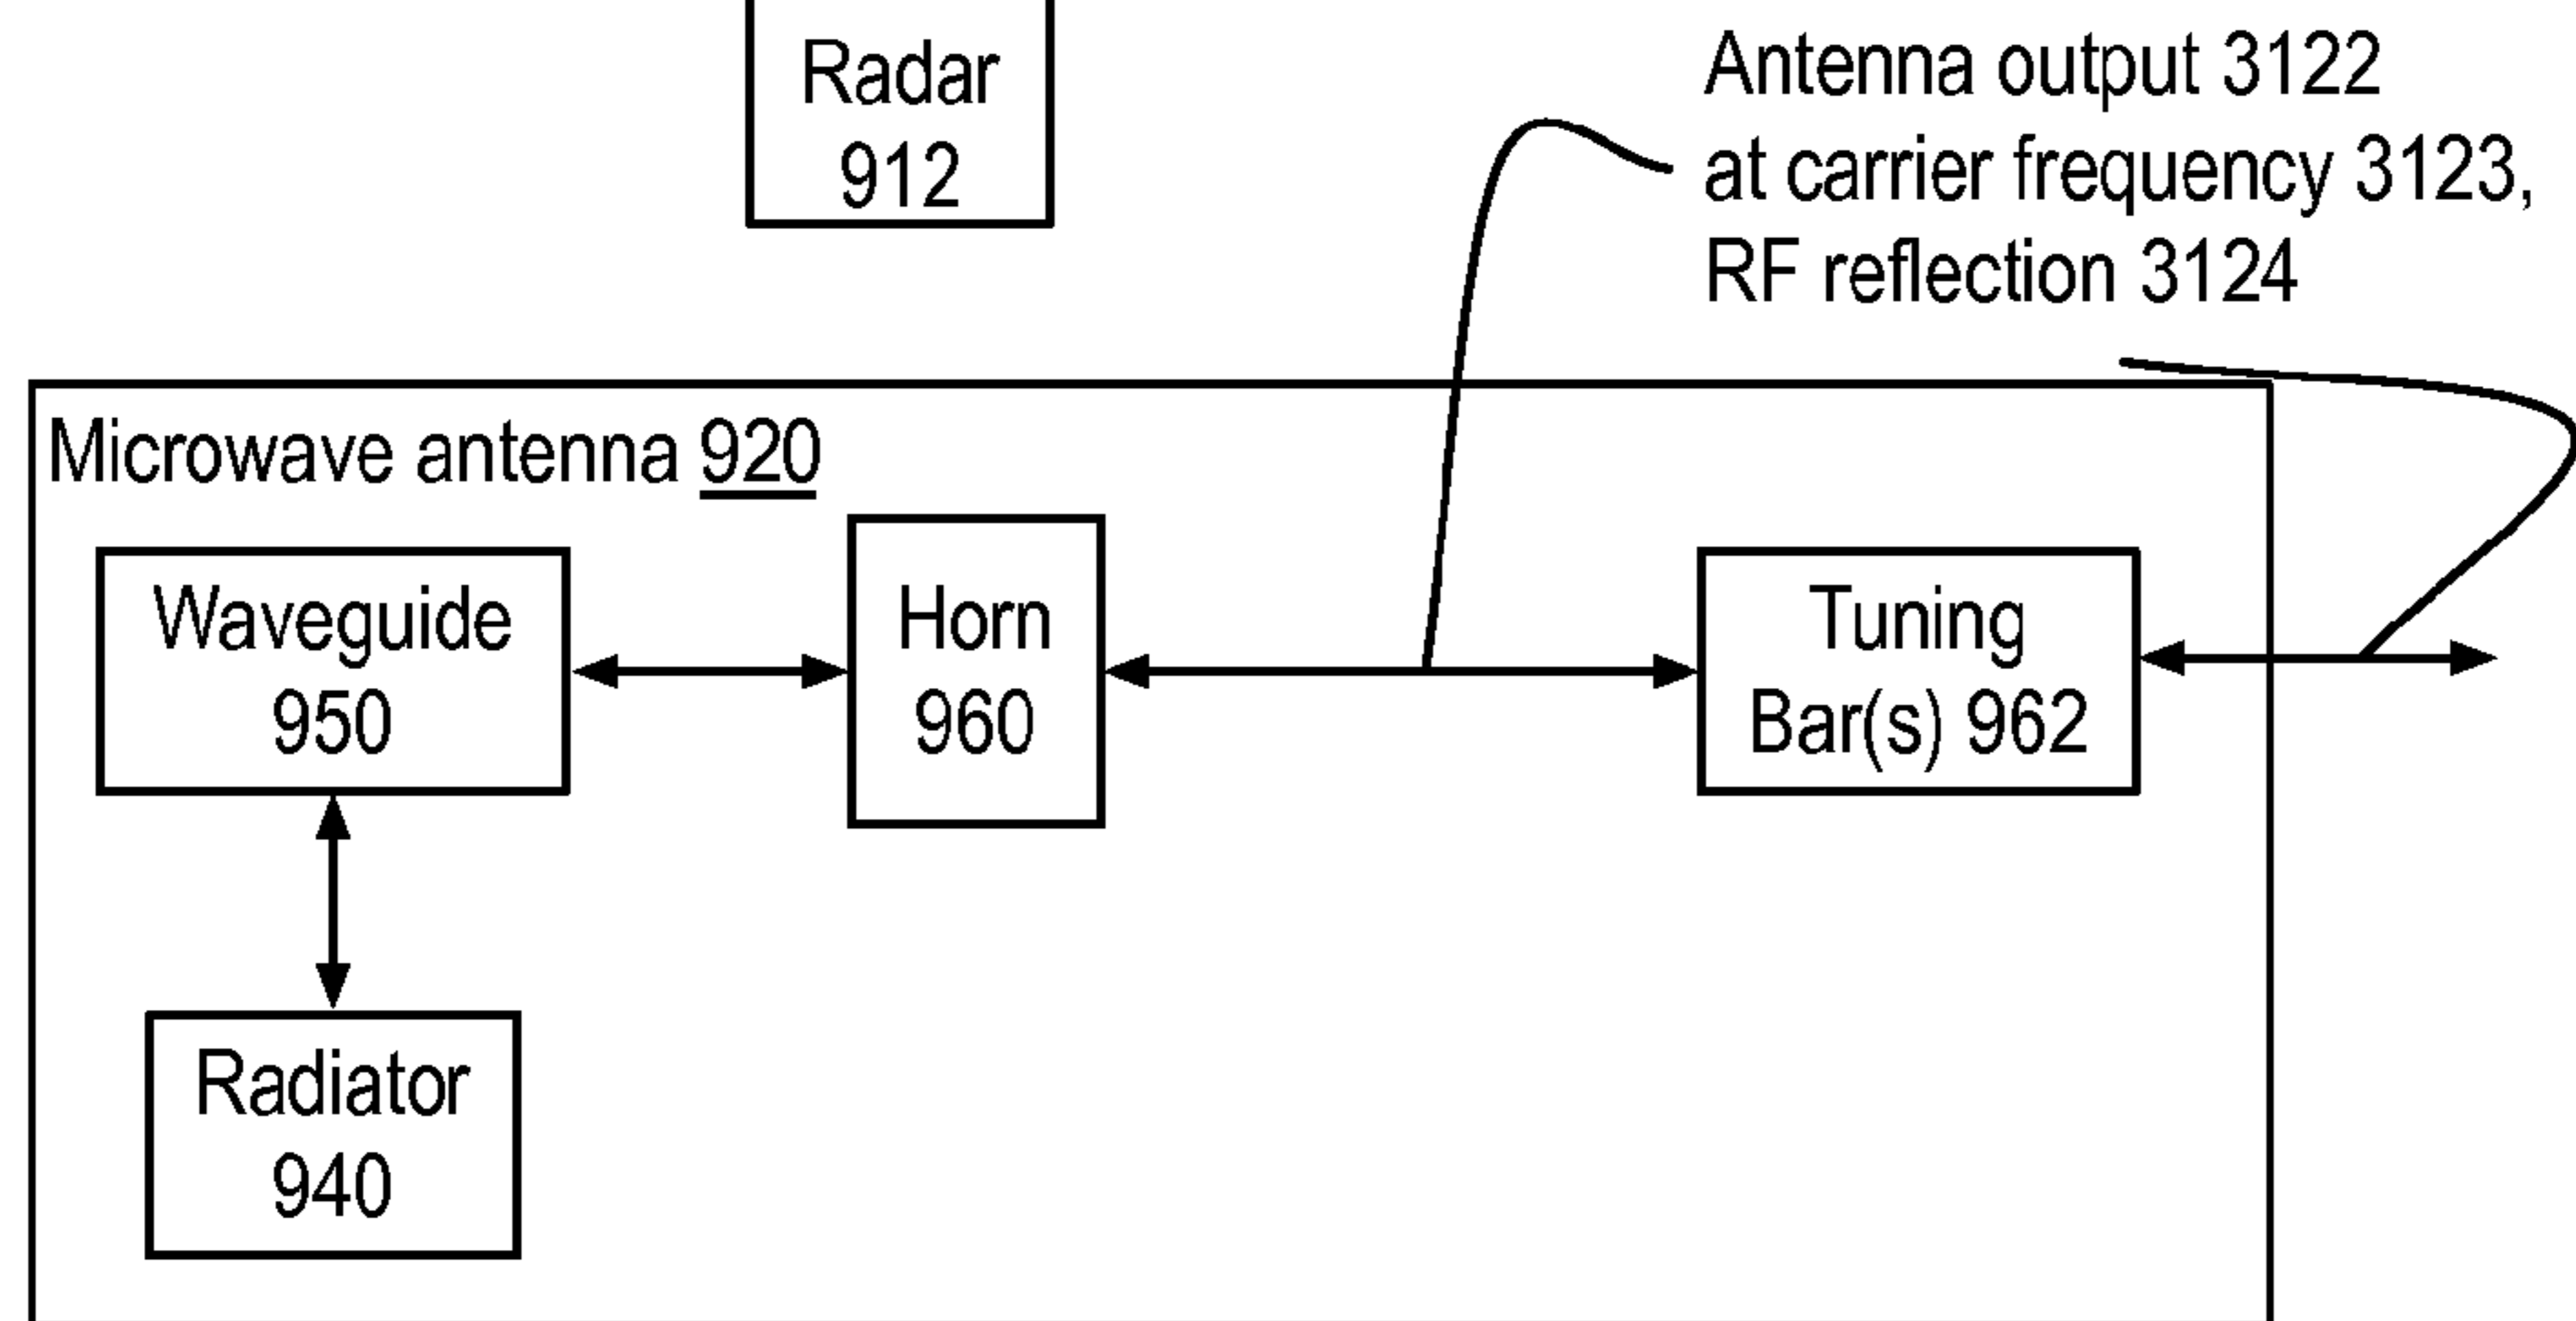 Radar
912
Antenna output 3122
at carrier frequency 3123,
RF reflection 3124
Microwave antenna 920
Waveguide
950
Horn
960
Tuning
Bar(s) 962
Radiator
940